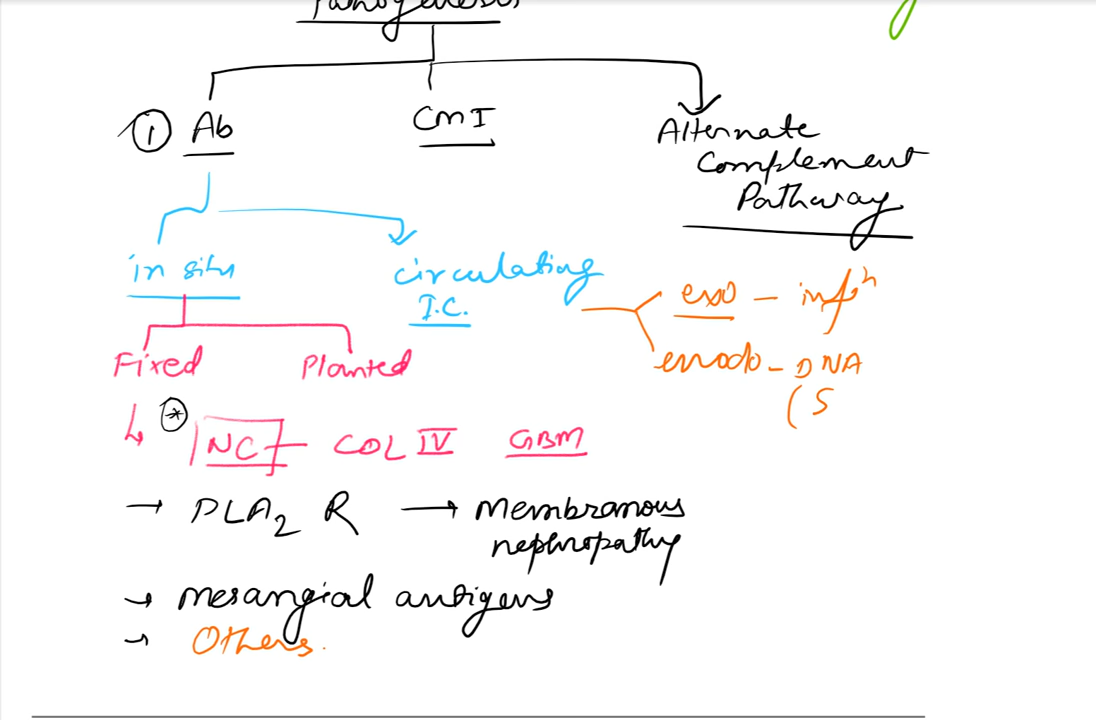 Pathogenesis
① Ab
CMI
Alternate
Complement
Pathway
in situ
circulating
I.C.
exo - infⁿ
enodo - DNA
(S
Fixed
Planted
↳ * NC1 COL IV GBM
→ PLA₂ R → Membranous
nephropathy
→ mesangial antigens
→ Others.